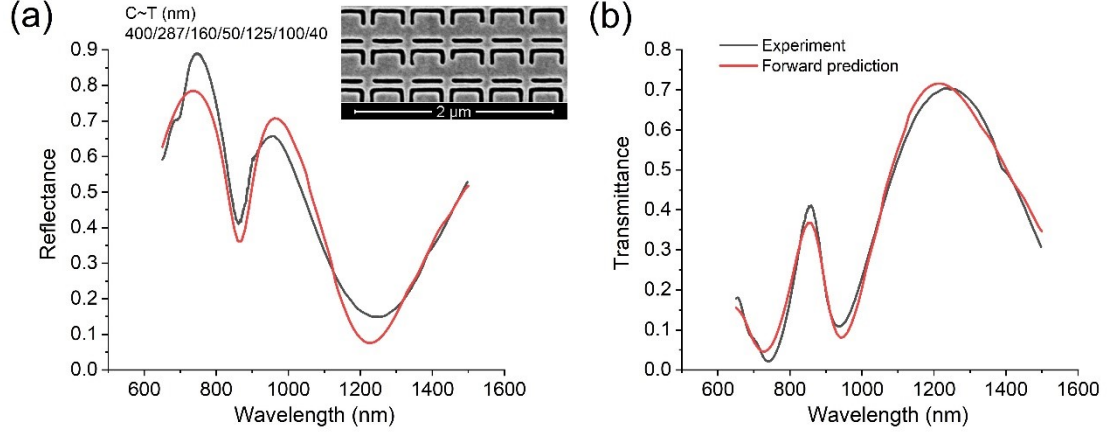 (a)
C~T (nm)
400/287/160/50/125/100/40
2 μm
0.9
0.8
0.7
0.6
0.5
0.4
0.3
0.2
0.1
0.0
Reflectance
600 800 1000 1200 1400 1600
Wavelength (nm)
(b)
Experiment
Forward prediction
0.8
0.7
0.6
0.5
0.4
0.3
0.2
0.1
0.0
Transmittance
600 800 1000 1200 1400 1600
Wavelength (nm)